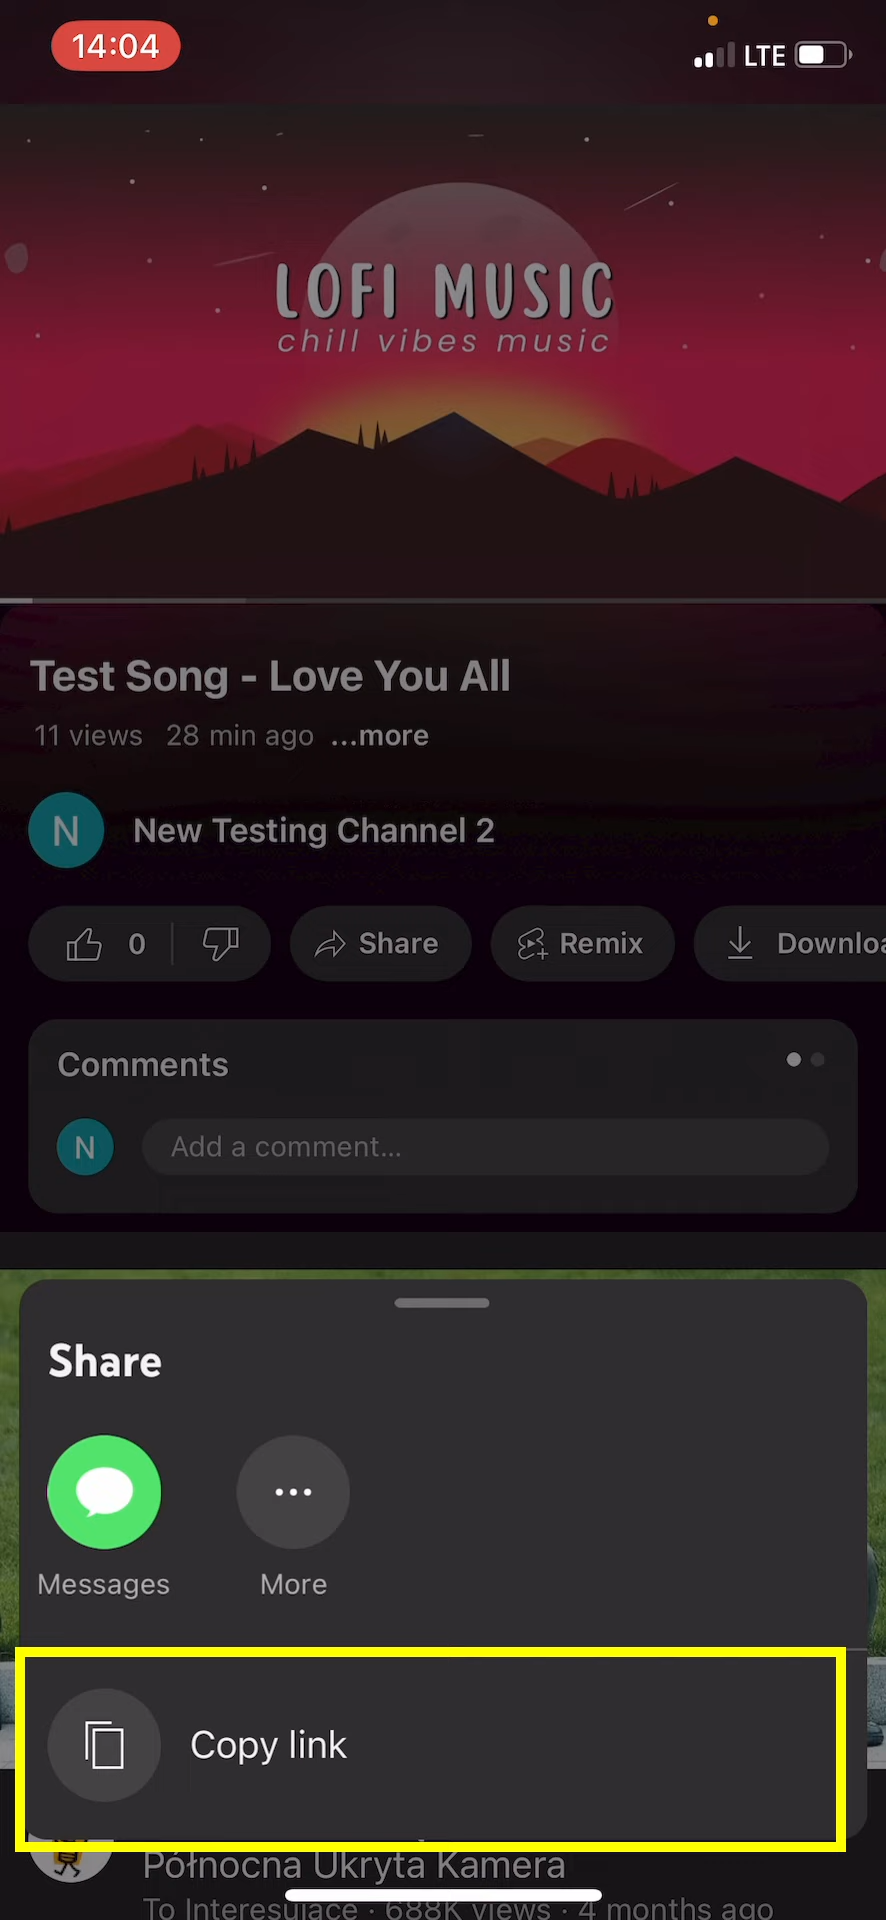 14:04
LTE
LOFI MUSIC
chill vibes music
Test Song - Love You All
11 views 28 min ago ...more
N New Testing Channel 2
0 Share Remix Downloa
Comments
N Add a comment...
Share
Messages More
Copy link
Północna Ukryta Kamera
To Interesujące · 688K views · 4 months ago